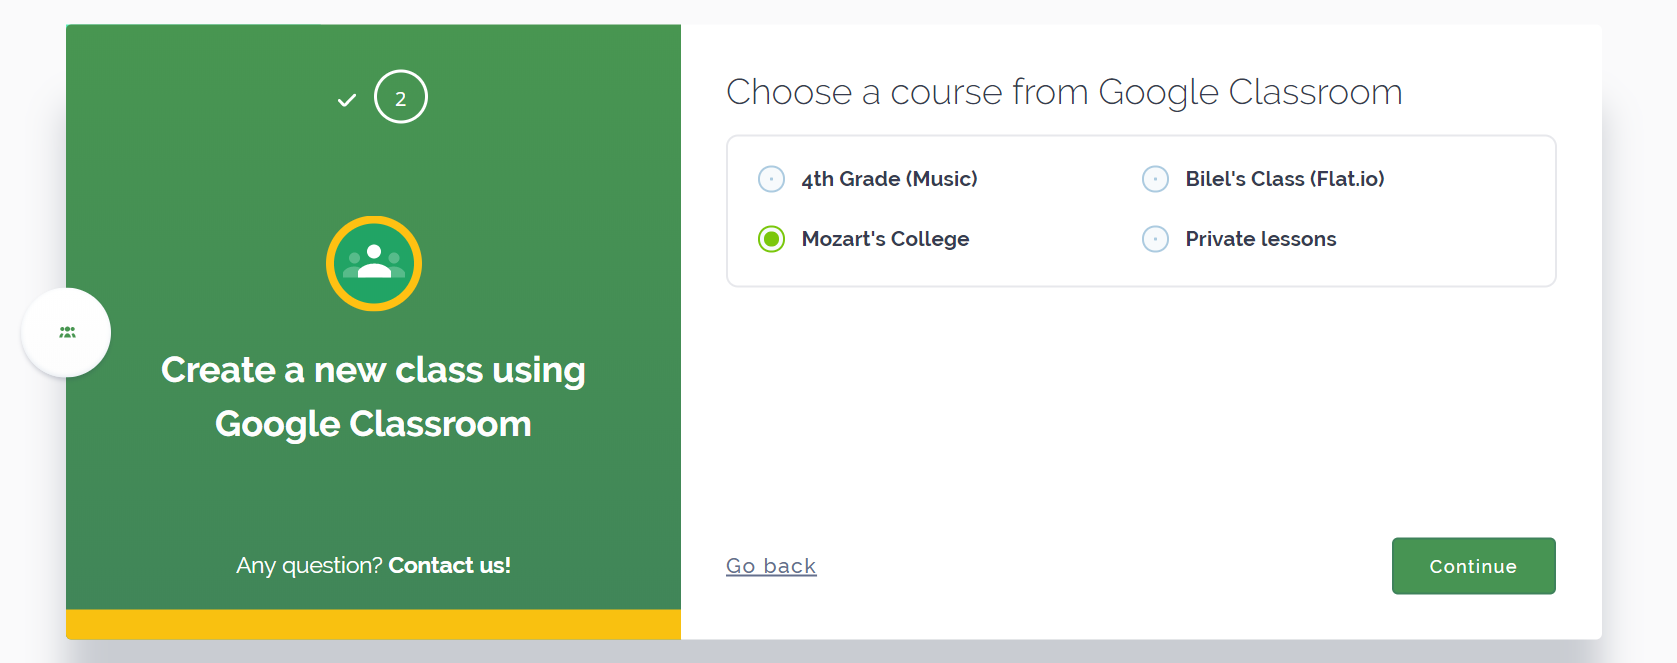 2
Create a new class using
Google Classroom
Any question? Contact us!
Choose a course from Google Classroom
4th Grade (Music)
Bilel's Class (Flat.io)
Mozart's College
Private lessons
Go back
Continue